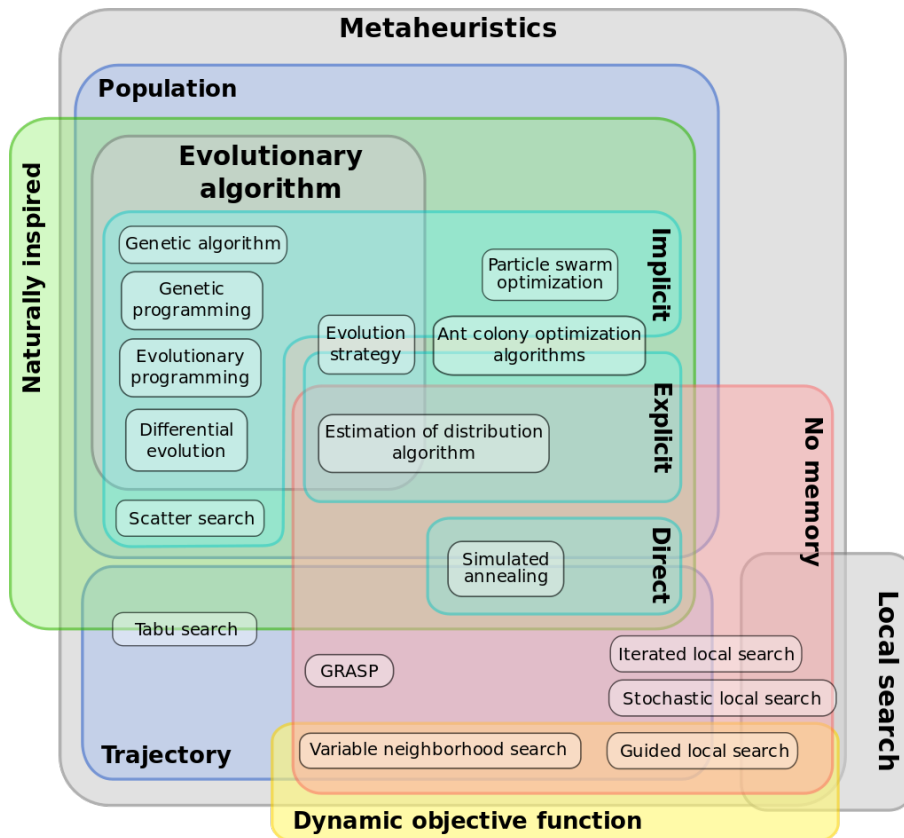 Metaheuristics
Population
Naturally inspired
Evolutionary
algorithm
Implicit
Genetic algorithm
Particle swarm
optimization
Genetic
programming
Evolution
strategy
Ant colony optimization
algorithms
Evolutionary
programming
Explicit
No memory
Differential
evolution
Estimation of distribution
algorithm
Scatter search
Direct
Simulated
annealing
Local search
Tabu search
GRASP
Iterated local search
Stochastic local search
Trajectory
Variable neighborhood search
Guided local search
Dynamic objective function